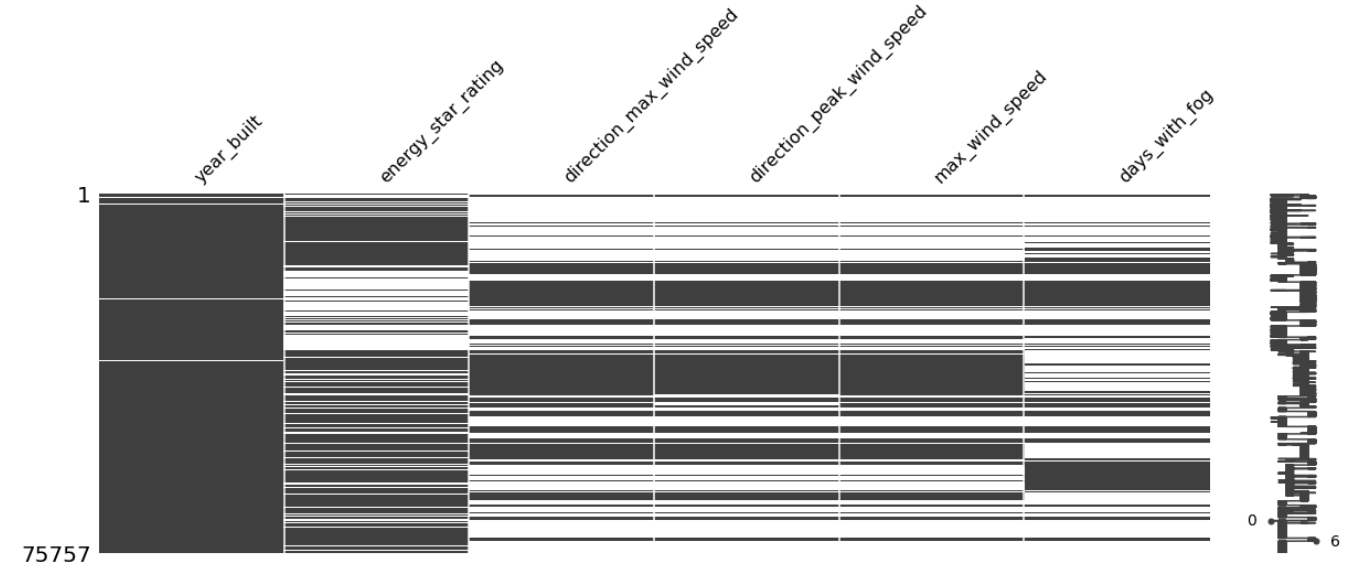 year_built
energy_star_rating
direction_max_wind_speed
direction_peak_wind_speed
max_wind_speed
days_with_fog
1
75757
0
6